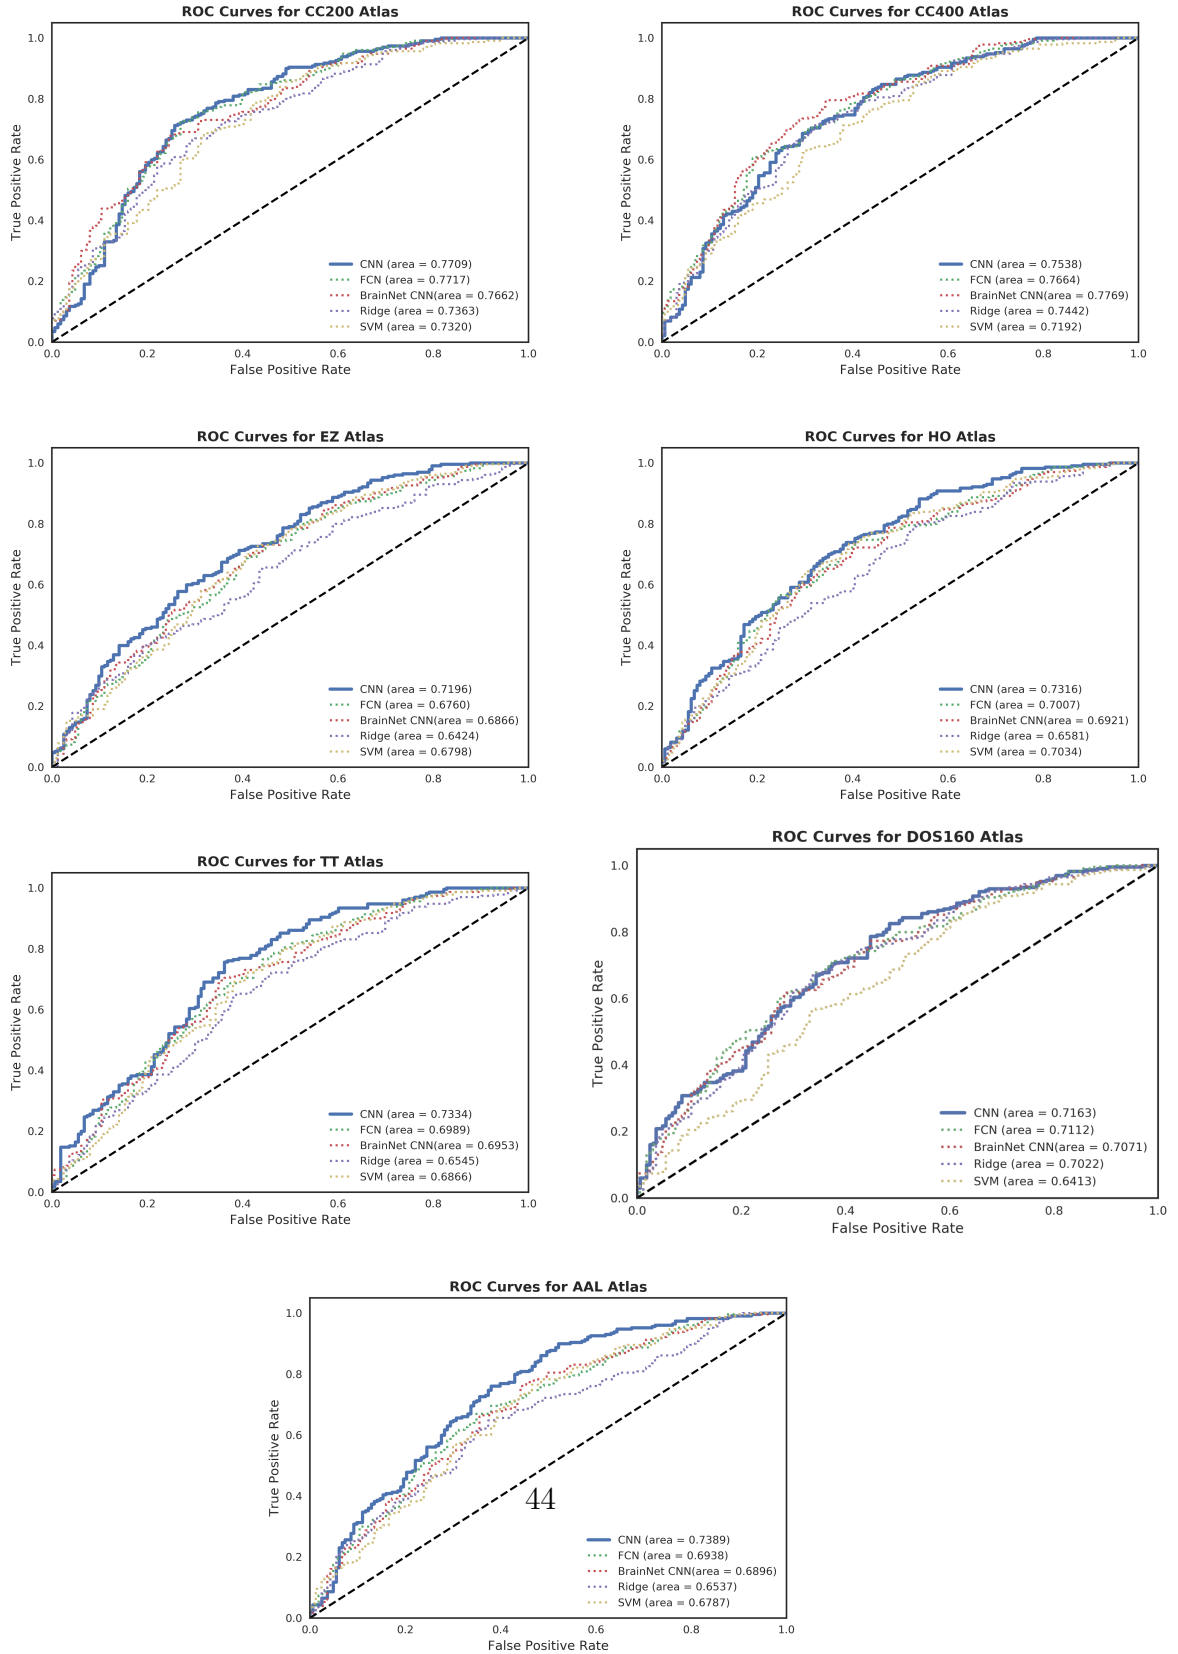 ROC Curves for CC200 Atlas
True Positive Rate
1.0
0.8
0.6
0.4
0.2
0.0
CNN (area = 0.7709)
FCN (area = 0.7717)
BrainNet CNN(area = 0.7662)
Ridge (area = 0.7363)
SVM (area = 0.7320)
0.0 0.2 0.4 0.6 0.8 1.0
False Positive Rate
ROC Curves for CC400 Atlas
True Positive Rate
1.0
0.8
0.6
0.4
0.2
0.0
CNN (area = 0.7538)
FCN (area = 0.7664)
BrainNet CNN(area = 0.7769)
Ridge (area = 0.7442)
SVM (area = 0.7192)
0.0 0.2 0.4 0.6 0.8 1.0
False Positive Rate
ROC Curves for EZ Atlas
True Positive Rate
1.0
0.8
0.6
0.4
0.2
0.0
CNN (area = 0.7196)
FCN (area = 0.6760)
BrainNet CNN(area = 0.6866)
Ridge (area = 0.6424)
SVM (area = 0.6798)
0.0 0.2 0.4 0.6 0.8 1.0
False Positive Rate
ROC Curves for HO Atlas
True Positive Rate
1.0
0.8
0.6
0.4
0.2
0.0
CNN (area = 0.7316)
FCN (area = 0.7007)
BrainNet CNN(area = 0.6921)
Ridge (area = 0.6581)
SVM (area = 0.7034)
0.0 0.2 0.4 0.6 0.8 1.0
False Positive Rate
ROC Curves for TT Atlas
True Positive Rate
1.0
0.8
0.6
0.4
0.2
0.0
CNN (area = 0.7334)
FCN (area = 0.6989)
BrainNet CNN(area = 0.6953)
Ridge (area = 0.6545)
SVM (area = 0.6866)
0.0 0.2 0.4 0.6 0.8 1.0
False Positive Rate
ROC Curves for DOS160 Atlas
True Positive Rate
1.0
0.8
0.6
0.4
0.2
0.0
CNN (area = 0.7163)
FCN (area = 0.7112)
BrainNet CNN(area = 0.7071)
Ridge (area = 0.7022)
SVM (area = 0.6413)
0.0 0.2 0.4 0.6 0.8 1.0
False Positive Rate
ROC Curves for AAL Atlas
True Positive Rate
1.0
0.8
0.6
0.4
0.2
0.0
44
CNN (area = 0.7389)
FCN (area = 0.6938)
BrainNet CNN(area = 0.6896)
Ridge (area = 0.6537)
SVM (area = 0.6787)
0.0 0.2 0.4 0.6 0.8 1.0
False Positive Rate